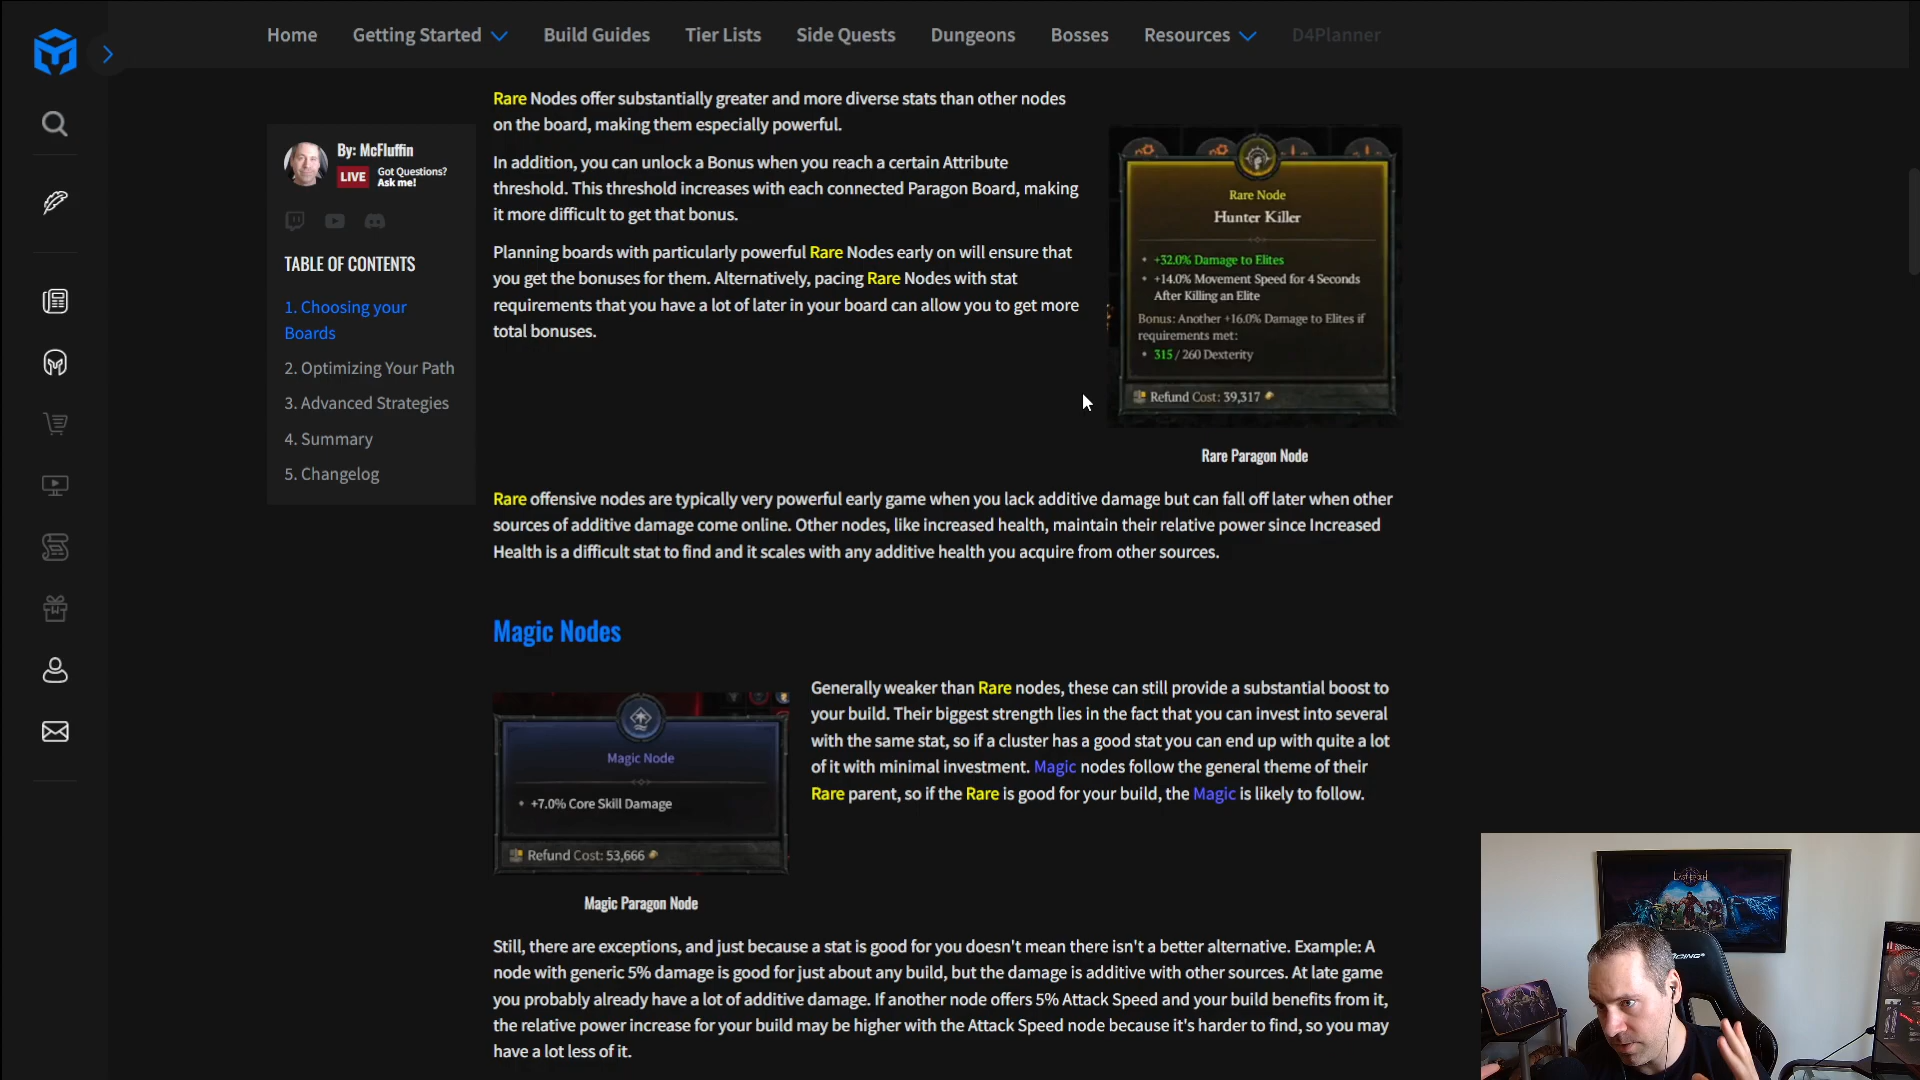 Home Getting Started Build Guides Tier Lists Side Quests Dungeons Bosses Resources D4Planner
By: McFluffin
LIVE Got Questions? Ask me!
TABLE OF CONTENTS
1. Choosing your
Boards
2. Optimizing Your Path
3. Advanced Strategies
4. Summary
5. Changelog
Rare Nodes offer substantially greater and more diverse stats than other nodes
on the board, making them especially powerful.
In addition, you can unlock a Bonus when you reach a certain Attribute
threshold. This threshold increases with each connected Paragon Board, making
it more difficult to get that bonus.
Planning boards with particularly powerful Rare Nodes early on will ensure that
you get the bonuses for them. Alternatively, pacing Rare Nodes with stat
requirements that you have a lot of later in your board can allow you to get more
total bonuses.
Rare Node
Hunter Killer
+32.0% Damage to Elites
+14.0% Movement Speed for 4 Seconds
After Killing an Elite
Bonus: Another +16.0% Damage to Elites if
requirements met:
315 / 260 Dexterity
Refund Cost: 39,317
Rare Paragon Node
Rare offensive nodes are typically very powerful early game when you lack additive damage but can fall off later when other
sources of additive damage come online. Other nodes, like increased health, maintain their relative power since Increased
Health is a difficult stat to find and it scales with any additive health you acquire from other sources.
Magic Nodes
Magic Node
+7.0% Core Skill Damage
Refund Cost: 53,666
Magic Paragon Node
Generally weaker than Rare nodes, these can still provide a substantial boost to
your build. Their biggest strength lies in the fact that you can invest into several
with the same stat, so if a cluster has a good stat you can end up with quite a lot
of it with minimal investment. Magic nodes follow the general theme of their
Rare parent, so if the Rare is good for your build, the Magic is likely to follow.
Still, there are exceptions, and just because a stat is good for you doesn't mean there isn't a better alternative. Example: A
node with generic 5% damage is good for just about any build, but the damage is additive with other sources. At late game
you probably already have a lot of additive damage. If another node offers 5% Attack Speed and your build benefits from it,
the relative power increase for your build may be higher with the Attack Speed node because it's harder to find, so you may
have a lot less of it.